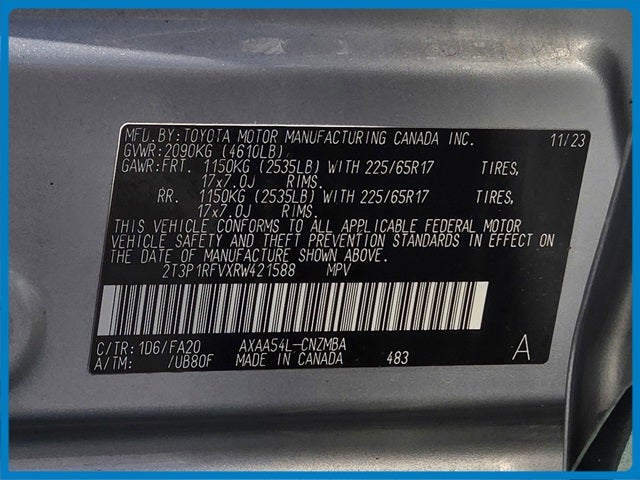 MFD.BY:TOYOTA MOTOR MANUFACTURING CANADA INC. 11/23
GVWR:2090KG (4610LB)
GAWR:FRT. 1150KG (2535LB) WITH 225/65R17 TIRES,
17x7.0J RIMS.
RR. 1150KG (2535LB) WITH 225/65R17 TIRES,
17x7.0J RIMS.
THIS VEHICLE CONFORMS TO ALL APPLICABLE FEDERAL MOTOR
VEHICLE SAFETY AND THEFT PREVENTION STANDARDS IN EFFECT ON
THE DATE OF MANUFACTURE SHOWN ABOVE.
2T3P1RFVXRW421588 MPV
C/TR:1D6/FA20 AXAA54L-CNZMBA A
A/TM: /UB80F MADE IN CANADA 483